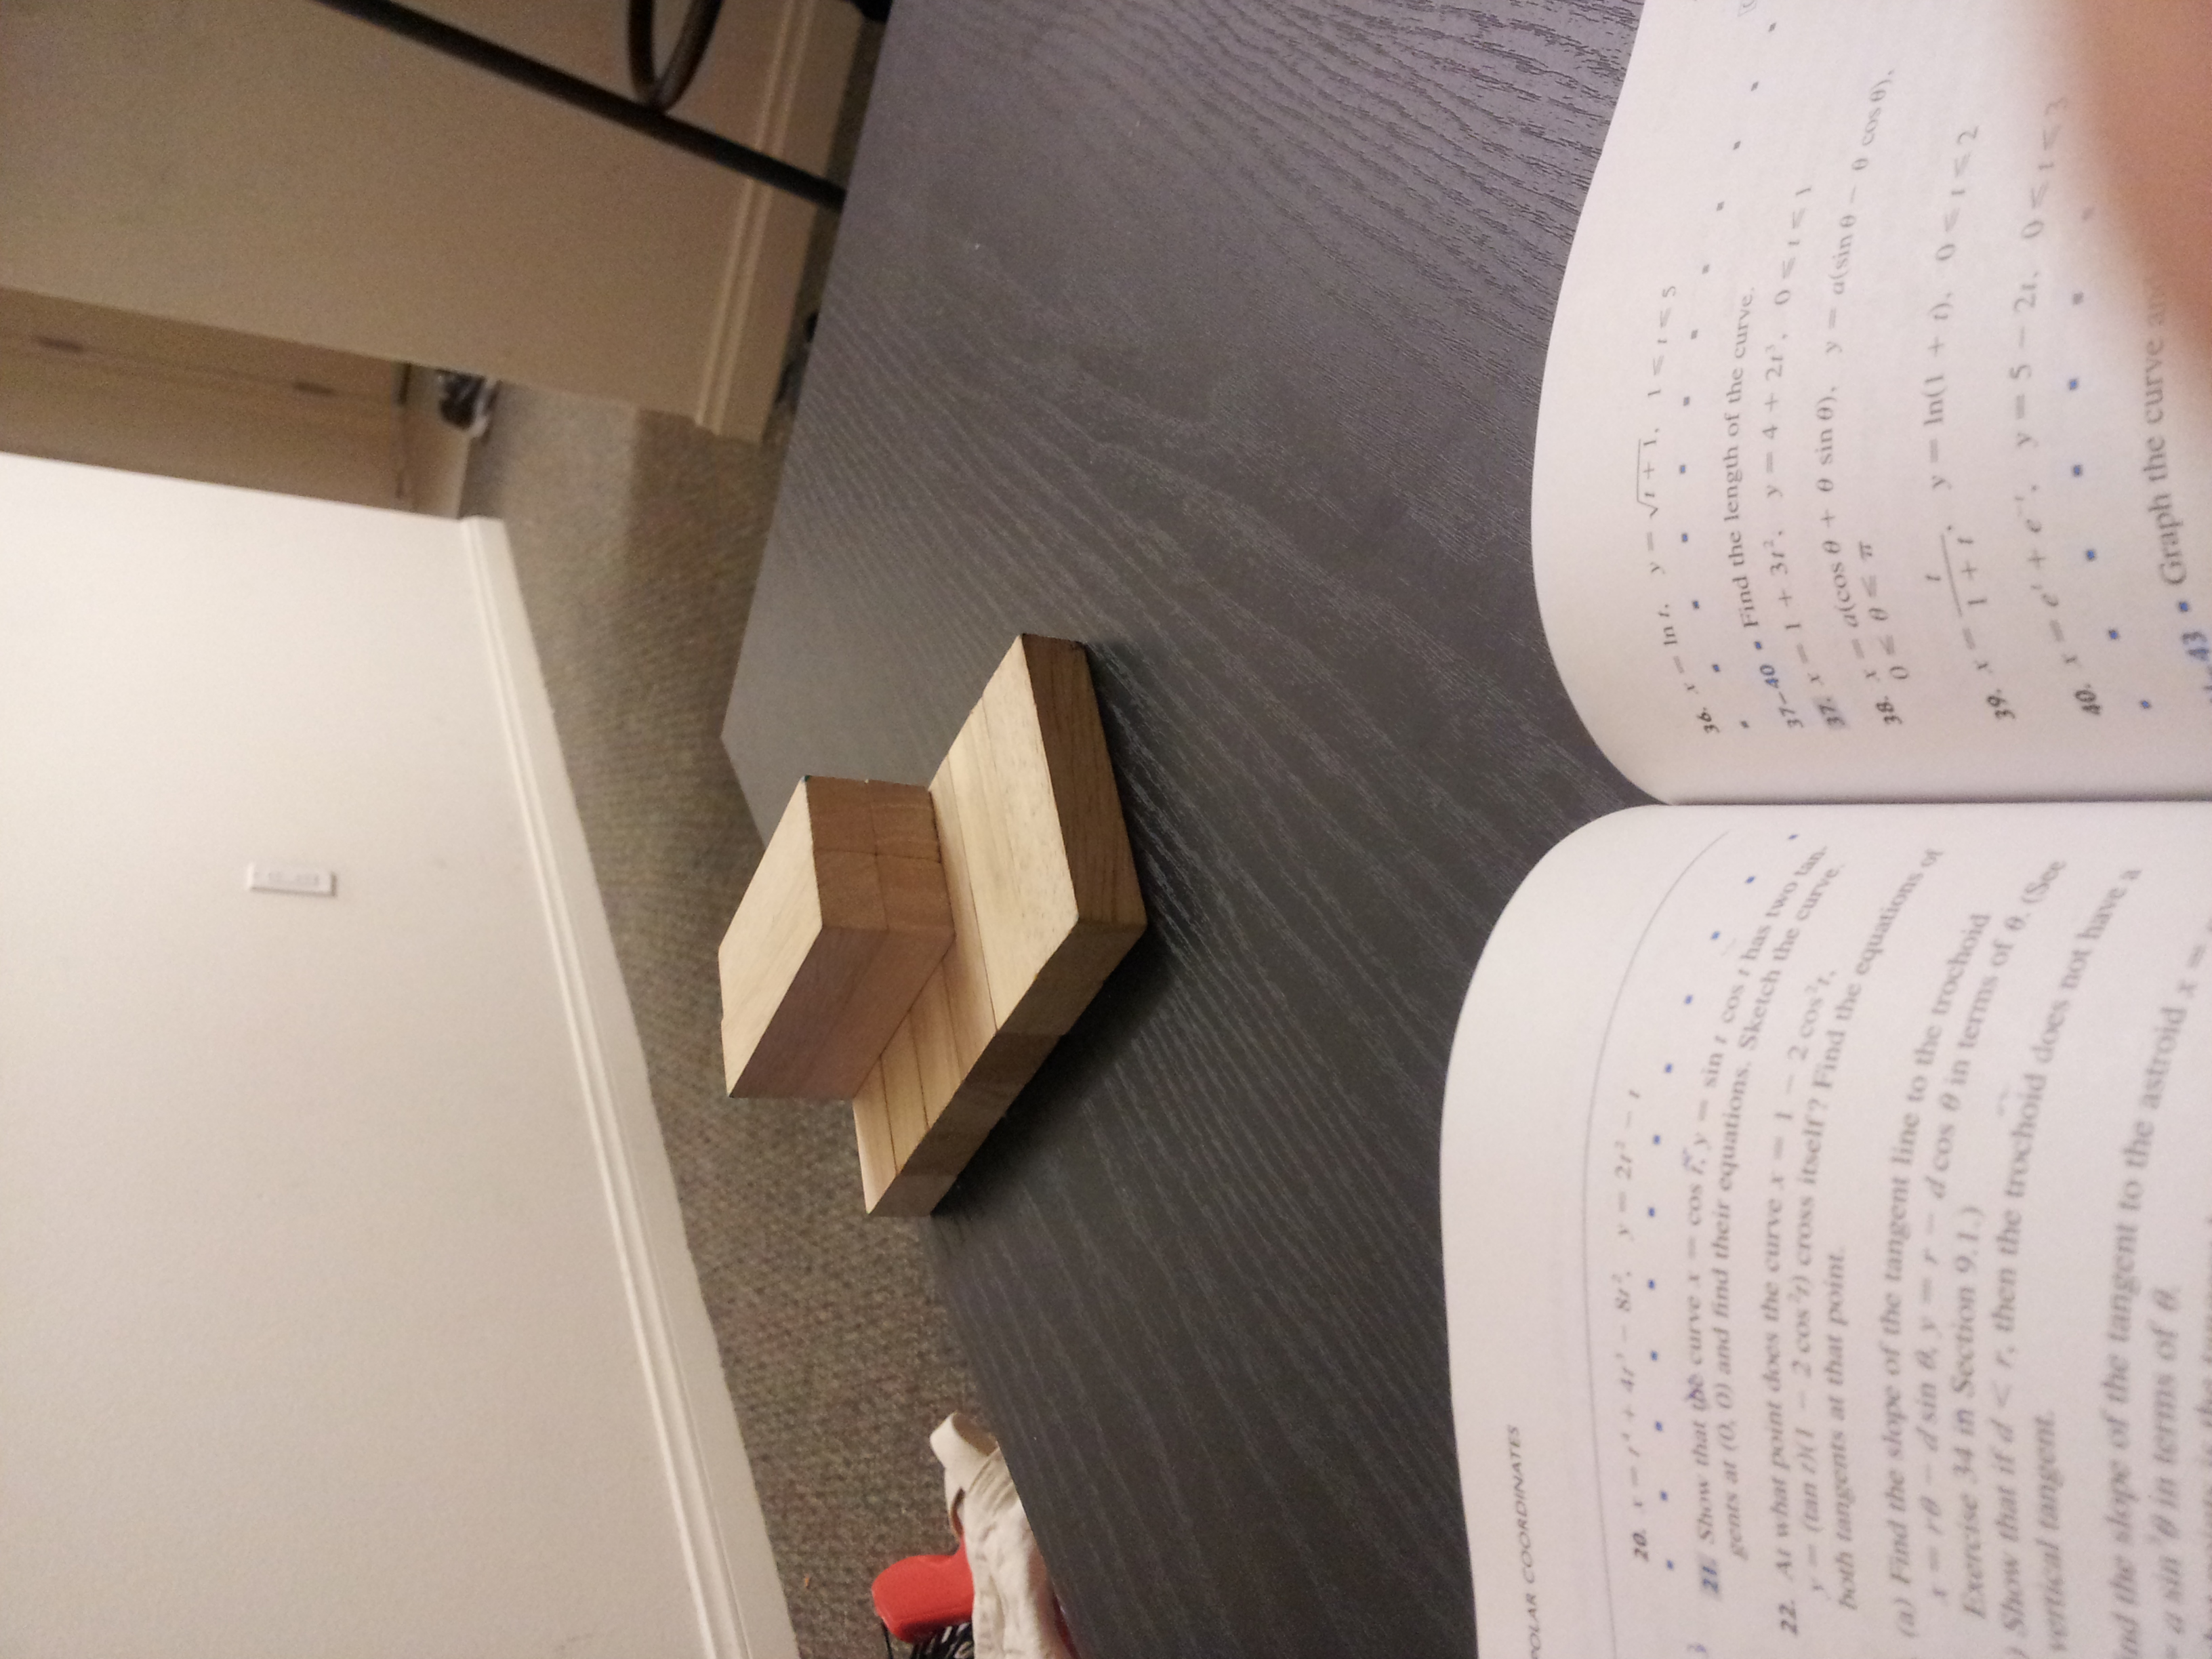 POLAR COORDINATES
20. x = t⁴ + 4t³ − 8t², y = 2t² − t
21. Show that the curve x = cos t, y = sin t cos t has two tan-
gents at (0, 0) and find their equations. Sketch the curve.
22. At what point does the curve x = 1 − 2 cos²t,
y = (tan t)(1 − 2 cos²t) cross itself? Find the equations of
both tangents at that point.
(a) Find the slope of the tangent line to the trochoid
x = rθ − d sin θ, y = r − d cos θ in terms of θ. (See
Exercise 34 in Section 9.1.)
) Show that if d < r, then the trochoid does not have a
vertical tangent.
ind the slope of the tangent to the astroid x =
= a sin³θ in terms of θ.
36. x = ln t, y = √(t + 1), 1 ≤ t ≤ 5
37–40 ▪ Find the length of the curve.
37. x = 1 + 3t², y = 4 + 2t³, 0 ≤ t ≤ 1
38. x = a(cos θ + θ sin θ), y = a(sin θ − θ cos θ),
0 ≤ θ ≤ π
39. x = t/(1 + t), y = ln(1 + t), 0 ≤ t ≤ 2
40. x = eᵗ + e⁻ᵗ, y = 5 − 2t, 0 ≤ t ≤ 3
–43 ▪ Graph the curve